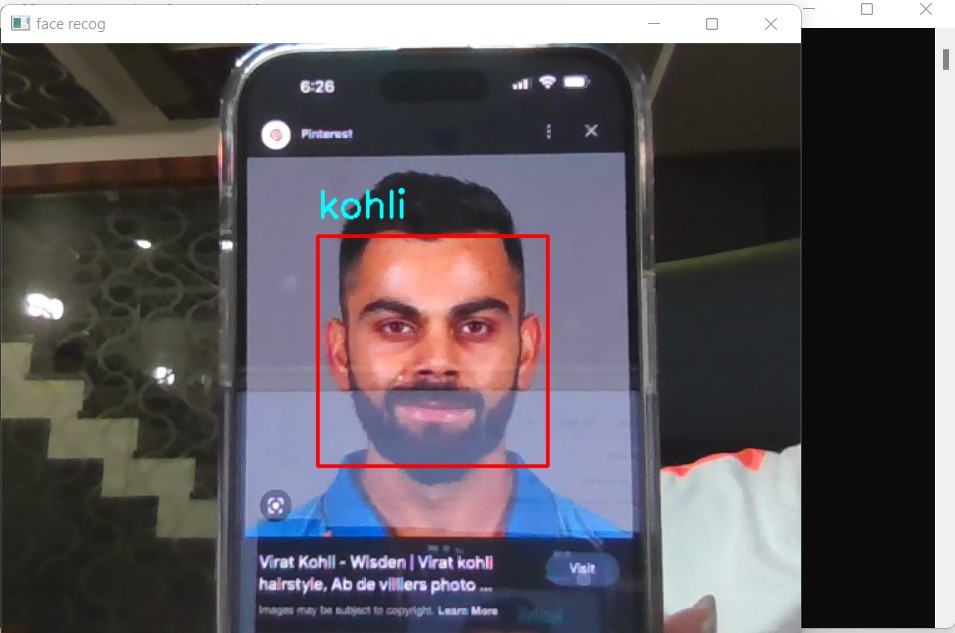 face recog
6:26
Pinterest
kohli
Virat Kohli - Wisden | Virat kohli
hairstyle, Ab de villiers photo ...
Visit
Images may be subject to copyright. Learn More